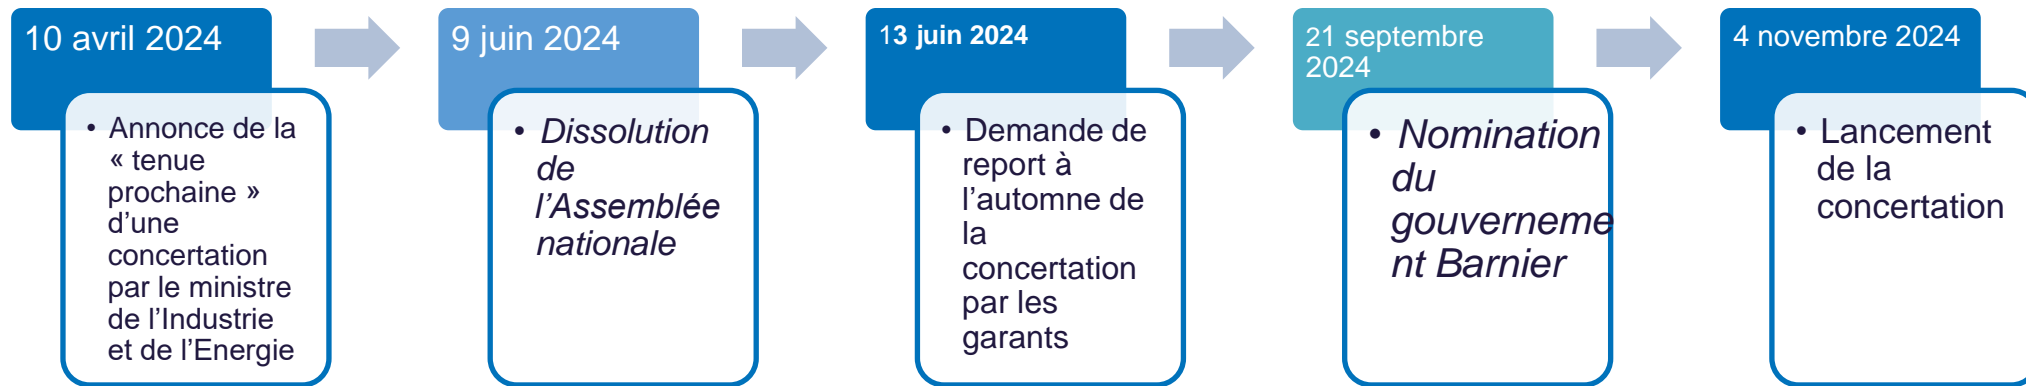 10 avril 2024
• Annonce de la
« tenue
prochaine »
d’une
concertation
par le ministre
de l’Industrie
et de l’Energie
9 juin 2024
• Dissolution
de
l’Assemblée
nationale
13 juin 2024
• Demande de
report à
l’automne de
la
concertation
par les
garants
21 septembre
2024
• Nomination
du
gouverneme
nt Barnier
4 novembre 2024
• Lancement
de la
concertation